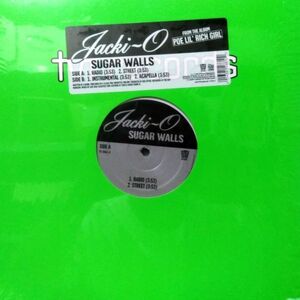 Jacki-O
SUGAR WALLS
FROM THE ALBUM
POE LIL' RICH GIRL
SIDE A: 1. RADIO (3:53) 2. STREET (3:53)
SIDE B: 1. INSTRUMENTAL (3:53) 2. ACAPELLA (3:53)
Jacki-O
SUGAR WALLS
SIDE A
1. RADIO (3:53)
2. STREET (3:53)